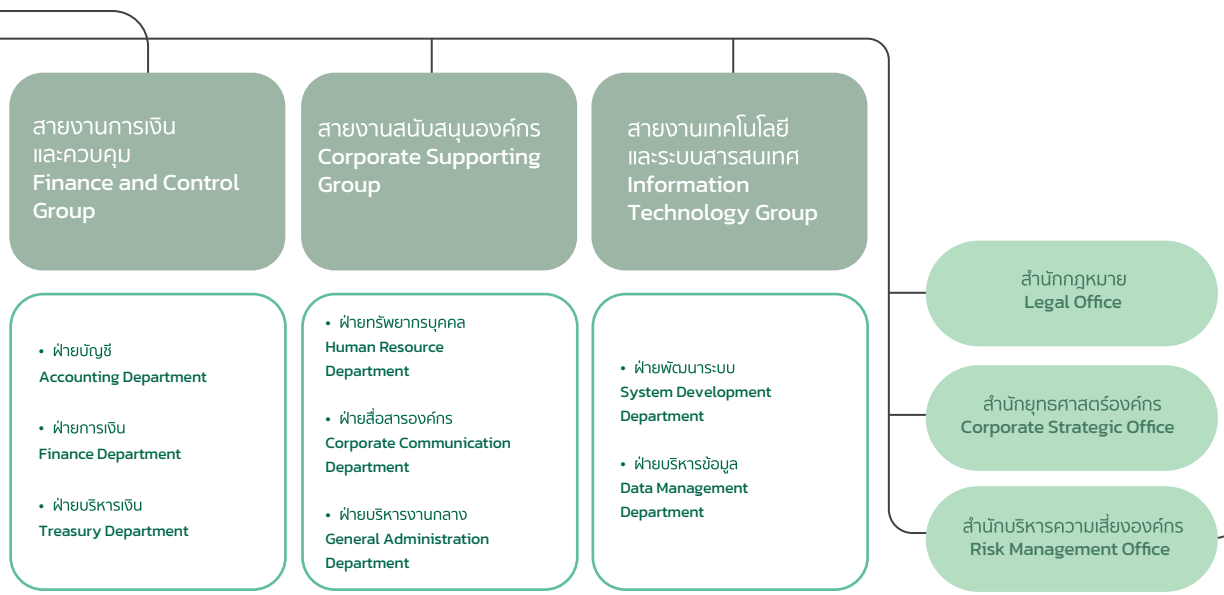 สายงานการเงิน
และควบคุม
Finance and Control
Group
สายงานสนับสนุนองค์กร
Corporate Supporting
Group
สายงานเทคโนโลยี
และระบบสารสนเทศ
Information
Technology Group
• ฝ่ายบัญชี
Accounting Department
• ฝ่ายการเงิน
Finance Department
• ฝ่ายบริหารเงิน
Treasury Department
• ฝ่ายทรัพยากรบุคคล
Human Resource
Department
• ฝ่ายสื่อสารองค์กร
Corporate Communication
Department
• ฝ่ายบริหารงานกลาง
General Administration
Department
• ฝ่ายพัฒนาระบบ
System Development
Department
• ฝ่ายบริหารข้อมูล
Data Management
Department
สำนักกฎหมาย
Legal Office
สำนักยุทธศาสตร์องค์กร
Corporate Strategic Office
สำนักบริหารความเสี่ยงองค์กร
Risk Management Office